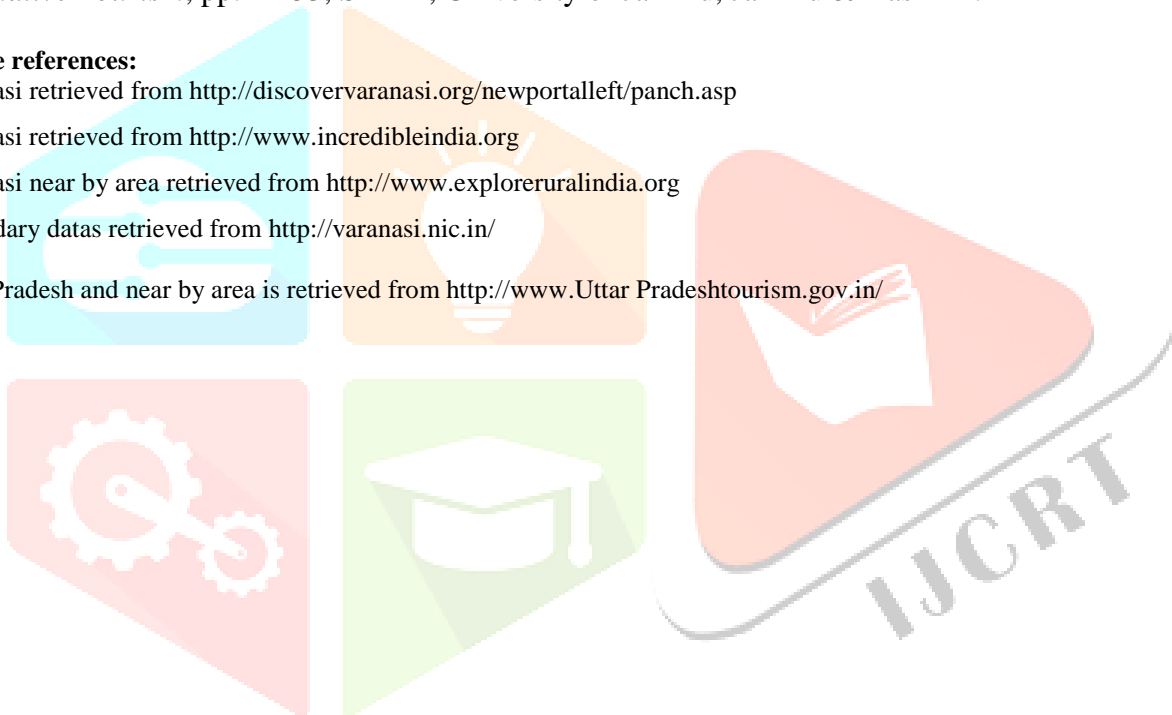 e references:
asi retrieved from http://discovervaranasi.org/newportalleft/panch.asp
asi retrieved from http://www.incredibleindia.org
asi near by area retrieved from http://www.exploreruralindia.org
dary datas retrieved from http://varanasi.nic.in/
Pradesh and near by area is retrieved from http://www.Uttar Pradeshtourism.gov.in/
IJCRT